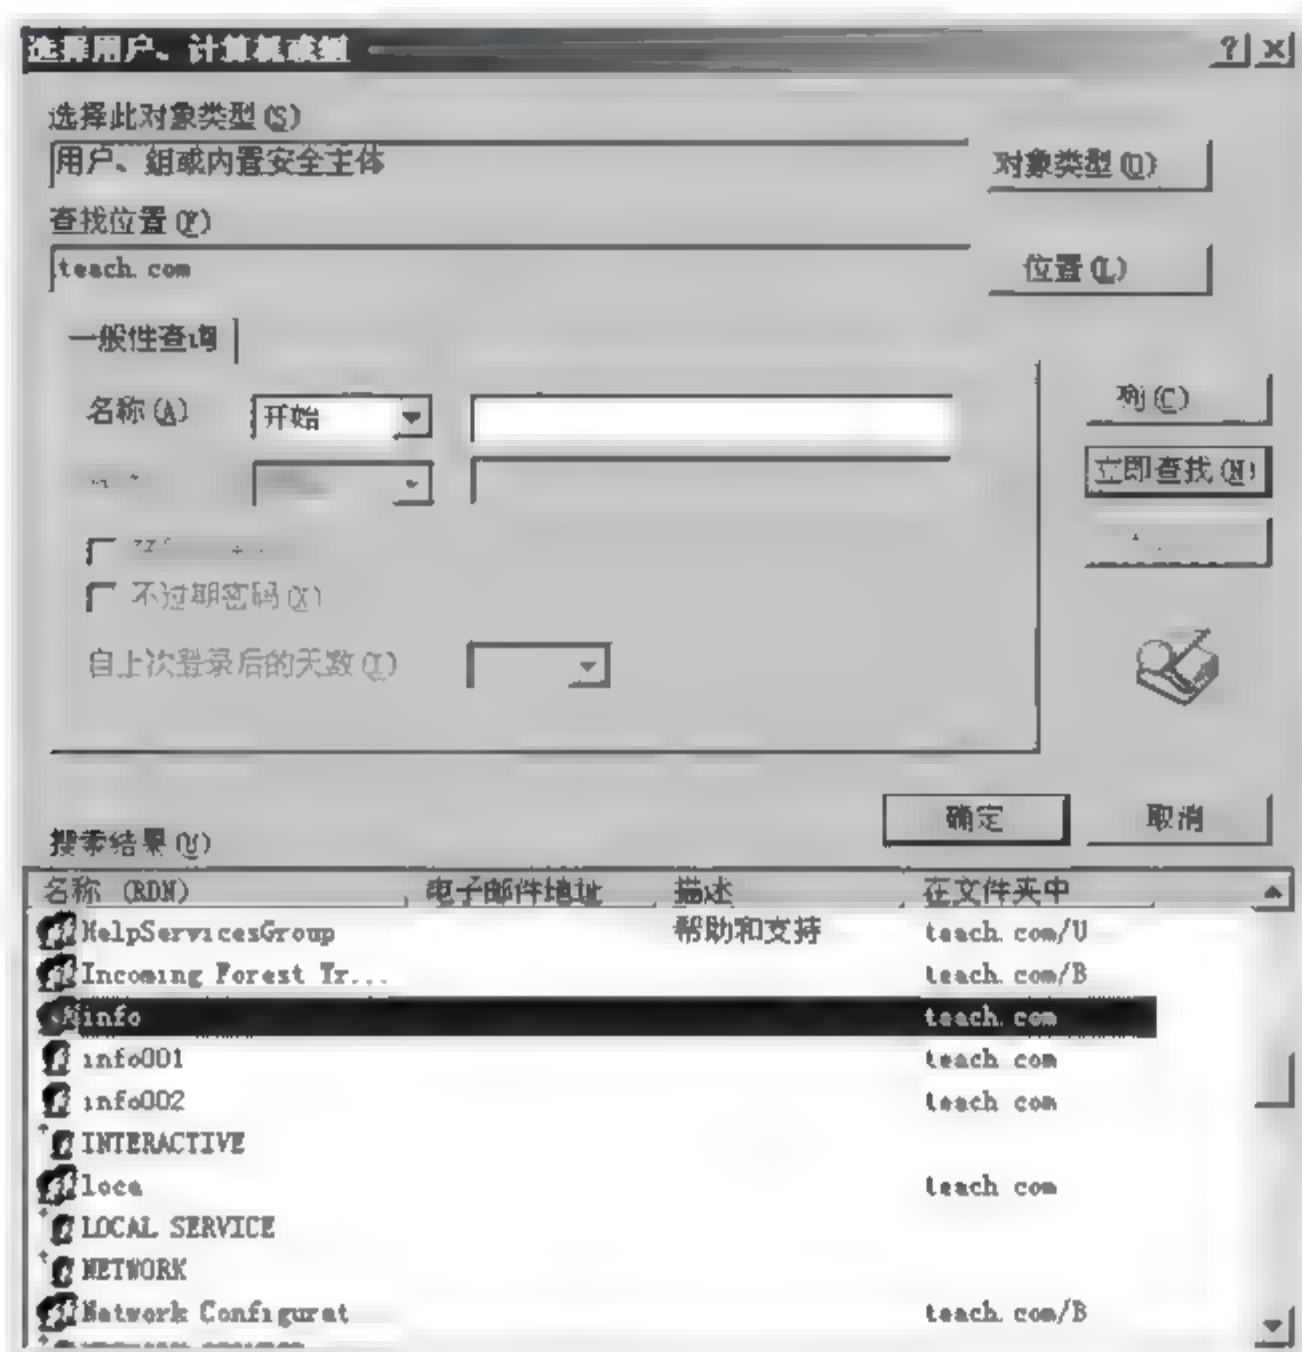 选择用户、计算机或组
选择此对象类型(S)
用户、组或内置安全主体
对象类型(O)
查找位置(F)
teach.com
位置(L)
一般性查询
名称(A)
开始
列(C)
立即查找(N)
不过期密码(X)
自上次登录后的天数(I)
确定
取消
搜索结果(U)
名称 (RDN) 电子邮件地址 描述 在文件夹中
HelpServicesGroup 帮助和支持 teach.com/U
Incoming Forest Tr... teach.com/B
info teach.com
info001 teach.com
info002 teach.com
INTERACTIVE
loca teach.com
LOCAL SERVICE
NETWORK
Network Configurat teach.com/B